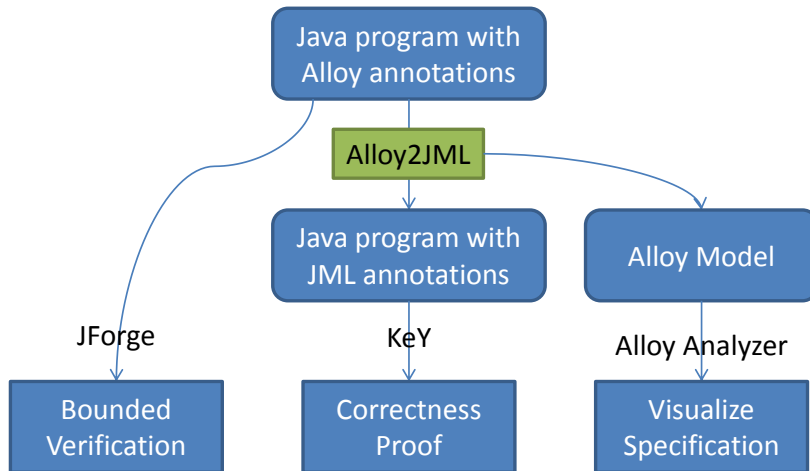 Java program with
Alloy annotations
Alloy2JML
Java program with
JML annotations
Alloy Model
JForge
KeY
Alloy Analyzer
Bounded
Verification
Correctness
Proof
Visualize
Specification